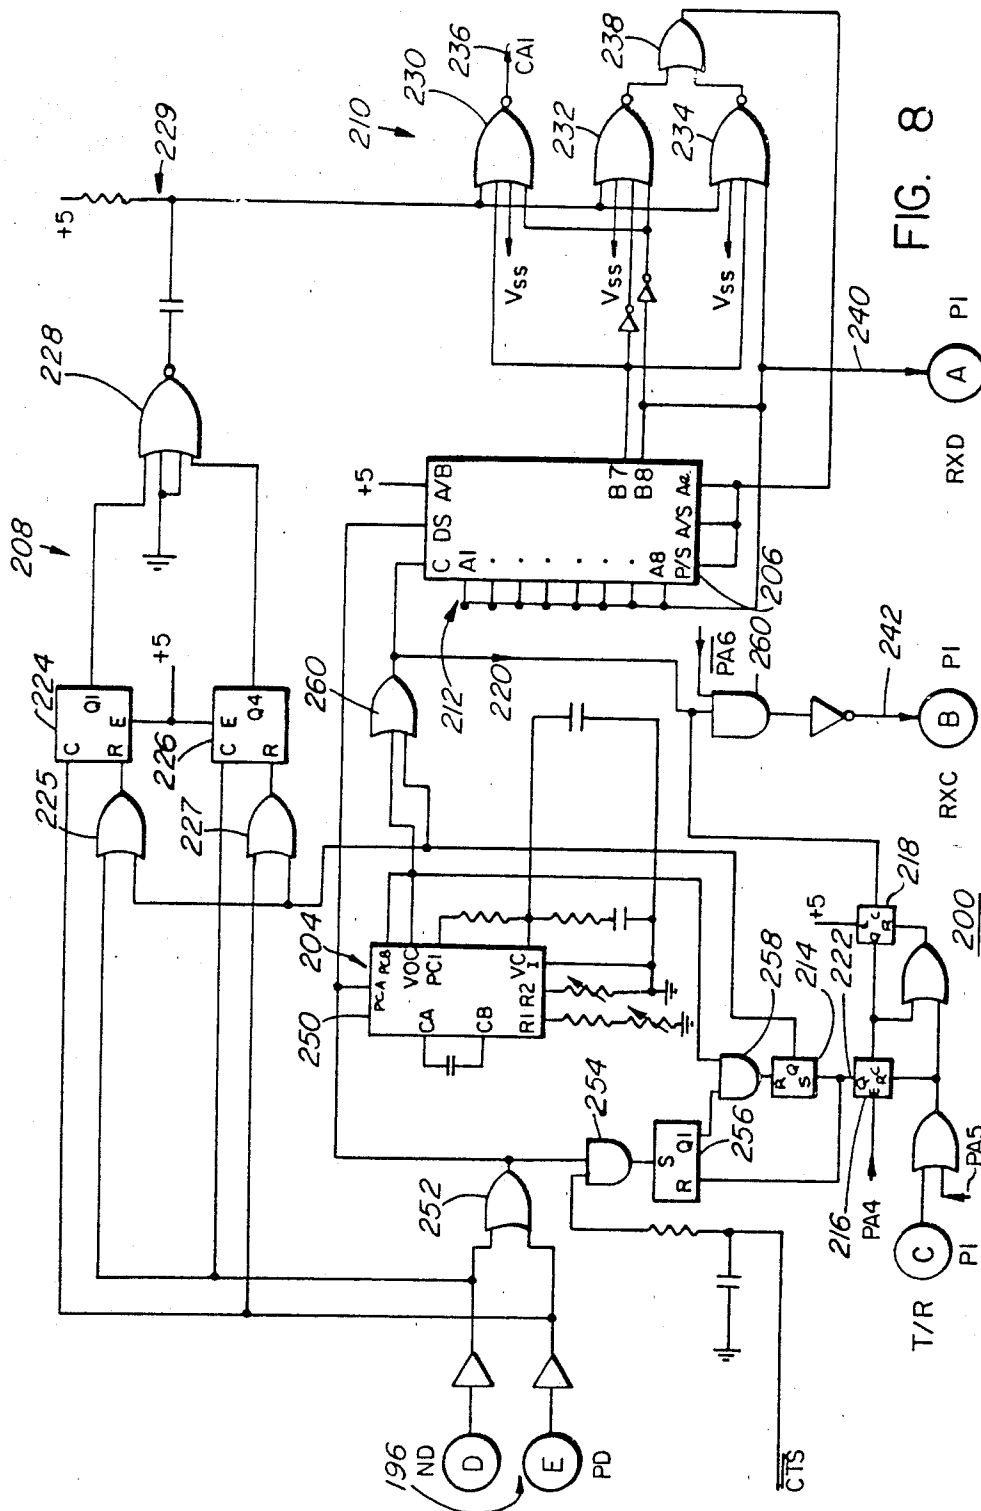 FIG. 8
200
208
+5
229
228
224
C
Q1
R
E
+5
226
C
E
Q4
R
225
227
210
230
236
CA1
VSS
232
VSS
238
234
VSS
+5
C
DS
A/B
A1
A8
B7
B8
P/S
A/S
Ae
206
212
220
260
204
250
PCA
PCB
VOC
PC1
VC
I
CA
CB
R1
R2
252
254
S
Q1
R
256
258
214
R
Q
S
222
216
Q
E
R
C
PA4
PA5
218
+5
Q
C
R
PA6
260
242
240
196
ND
D
E
PD
CTS
T/R
C
P1
RXC
B
P1
RXD
A
P1